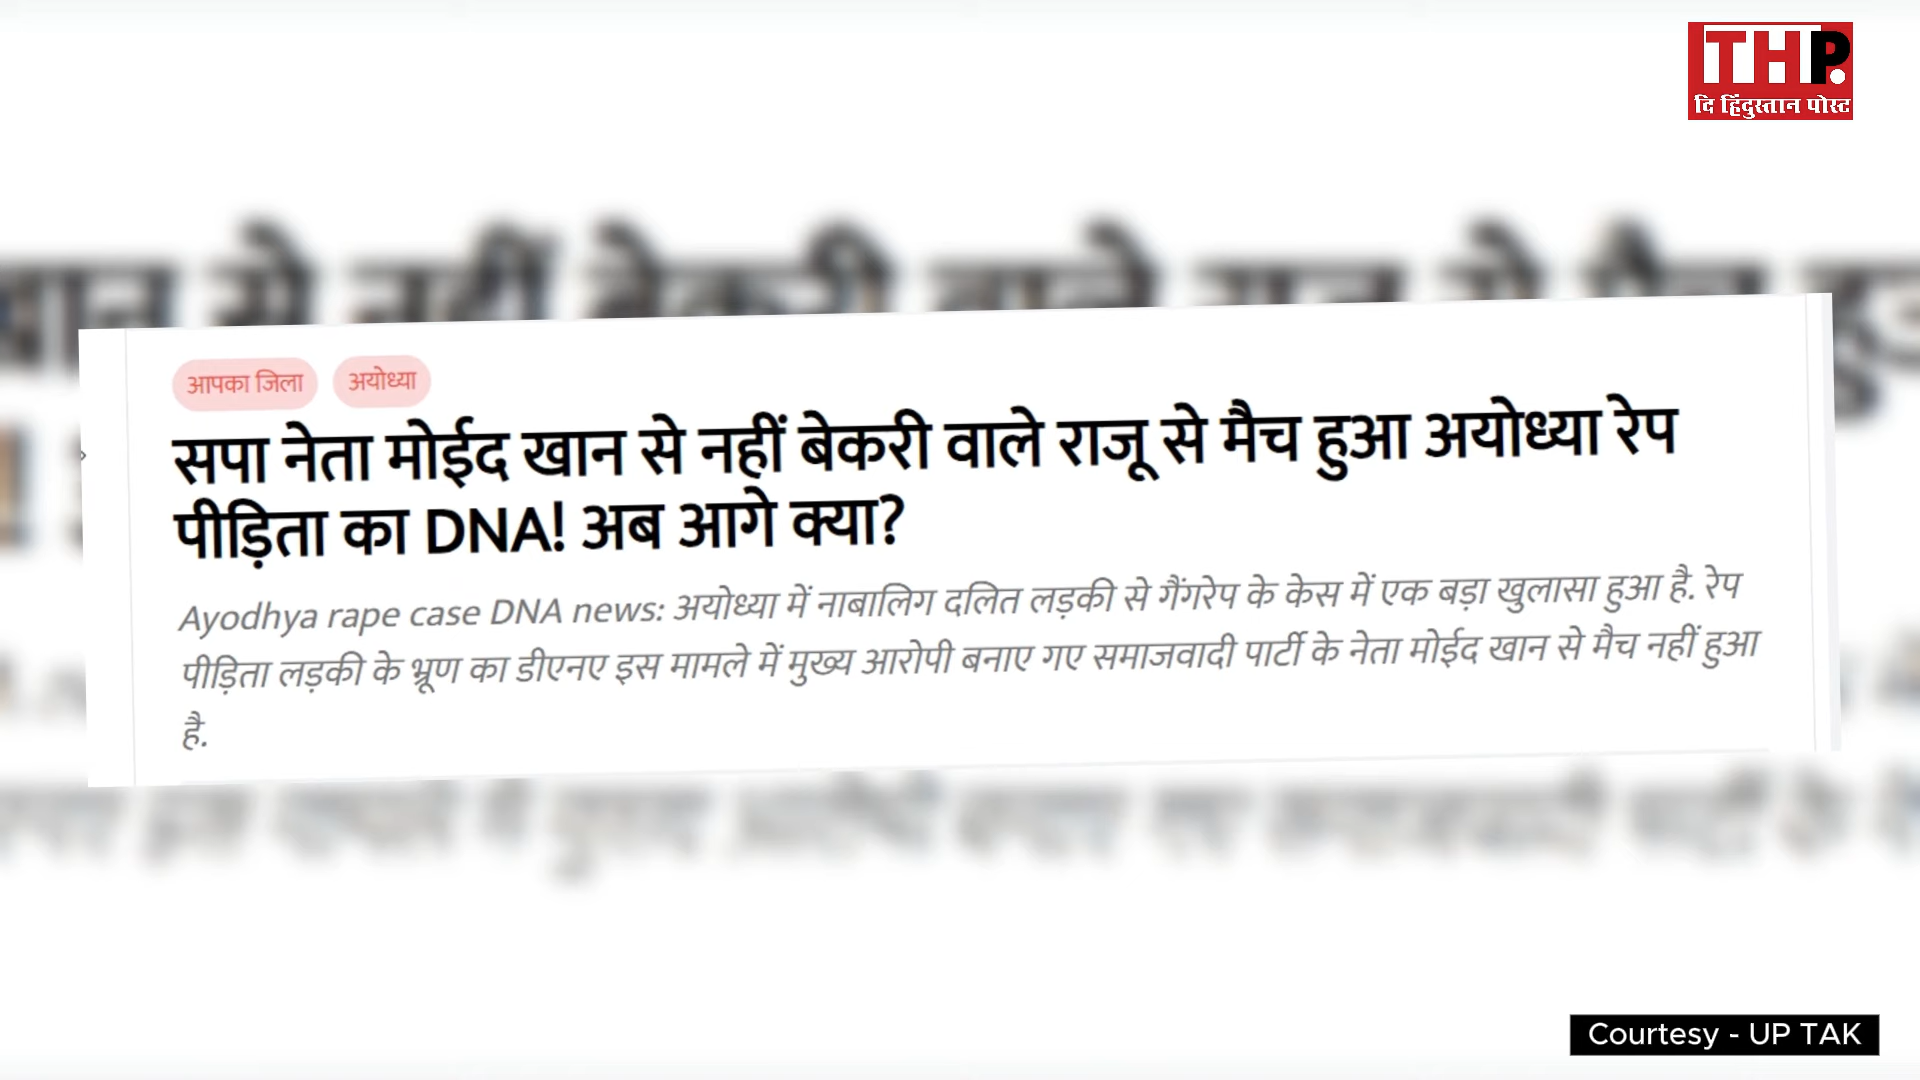 THP.
दि हिंदुस्तान पोस्ट
आपका जिला अयोध्या
सपा नेता मोईद खान से नहीं बेकरी वाले राजू से मैच हुआ अयोध्या रेप
पीड़िता का DNA! अब आगे क्या?
Ayodhya rape case DNA news: अयोध्या में नाबालिग दलित लड़की से गैंगरेप के केस में एक बड़ा खुलासा हुआ है. रेप
पीड़िता लड़की के भ्रूण का डीएनए इस मामले में मुख्य आरोपी बनाए गए समाजवादी पार्टी के नेता मोईद खान से मैच नहीं हुआ
है.
Courtesy - UP TAK